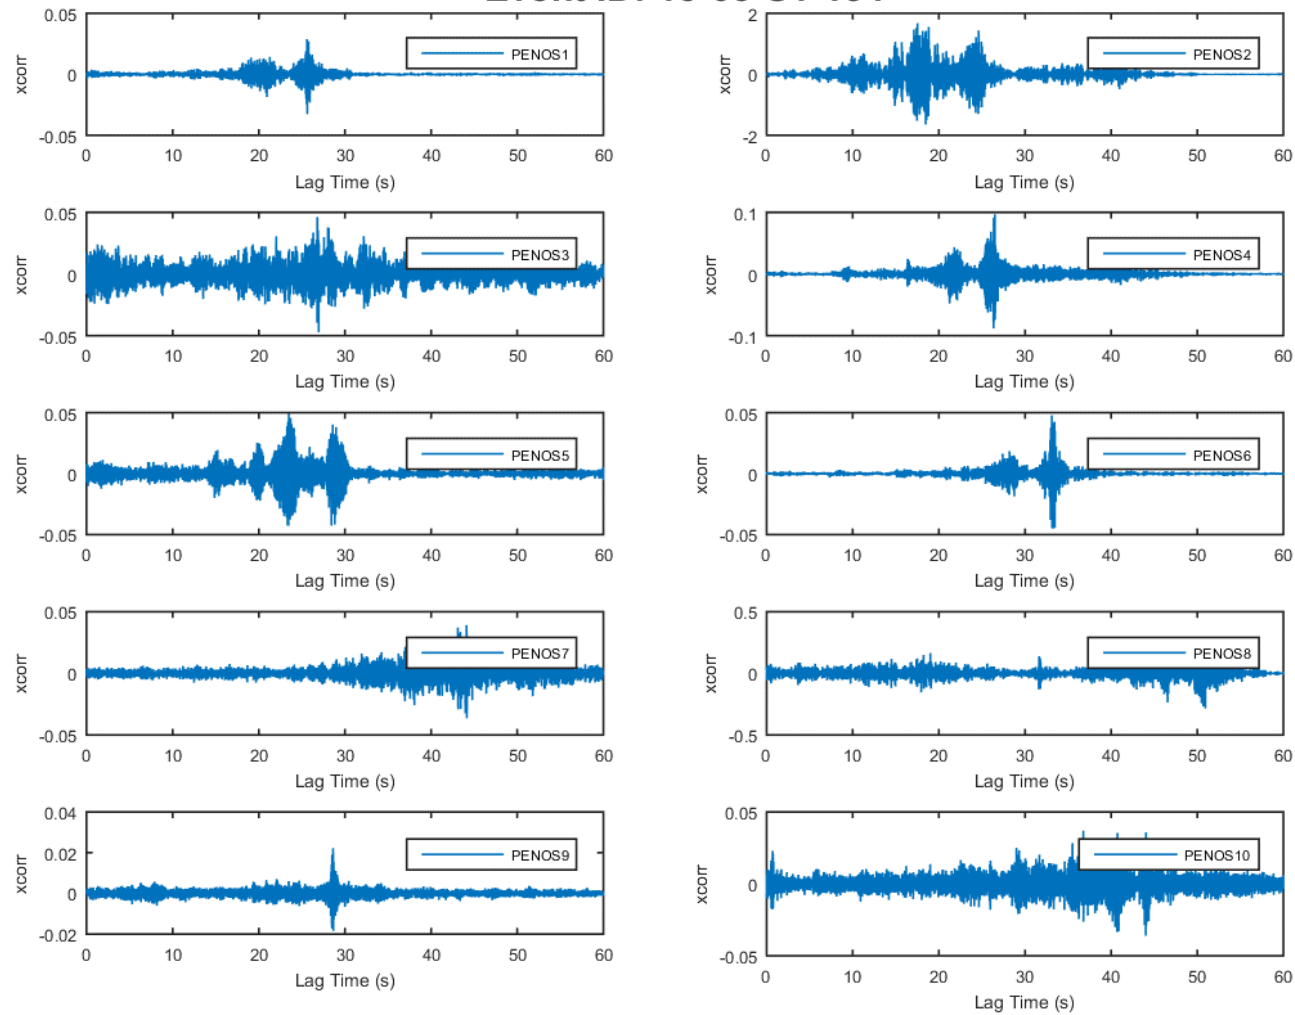 0.05
PENOS1
xcorr
0
-0.05
0 10 20 30 40 50 60
Lag Time (s)
2
PENOS2
xcorr
0
-2
0 10 20 30 40 50 60
Lag Time (s)
0.05
PENOS3
xcorr
0
-0.05
0 10 20 30 40 50 60
Lag Time (s)
0.1
PENOS4
xcorr
0
-0.1
0 10 20 30 40 50 60
Lag Time (s)
0.05
PENOS5
xcorr
0
-0.05
0 10 20 30 40 50 60
Lag Time (s)
0.05
PENOS6
xcorr
0
-0.05
0 10 20 30 40 50 60
Lag Time (s)
0.05
PENOS7
xcorr
0
-0.05
0 10 20 30 40 50 60
Lag Time (s)
0.5
PENOS8
xcorr
0
-0.5
0 10 20 30 40 50 60
Lag Time (s)
0.04
PENOS9
0.02
xcorr
0
-0.02
0 10 20 30 40 50 60
Lag Time (s)
0.05
PENOS10
xcorr
0
-0.05
0 10 20 30 40 50 60
Lag Time (s)